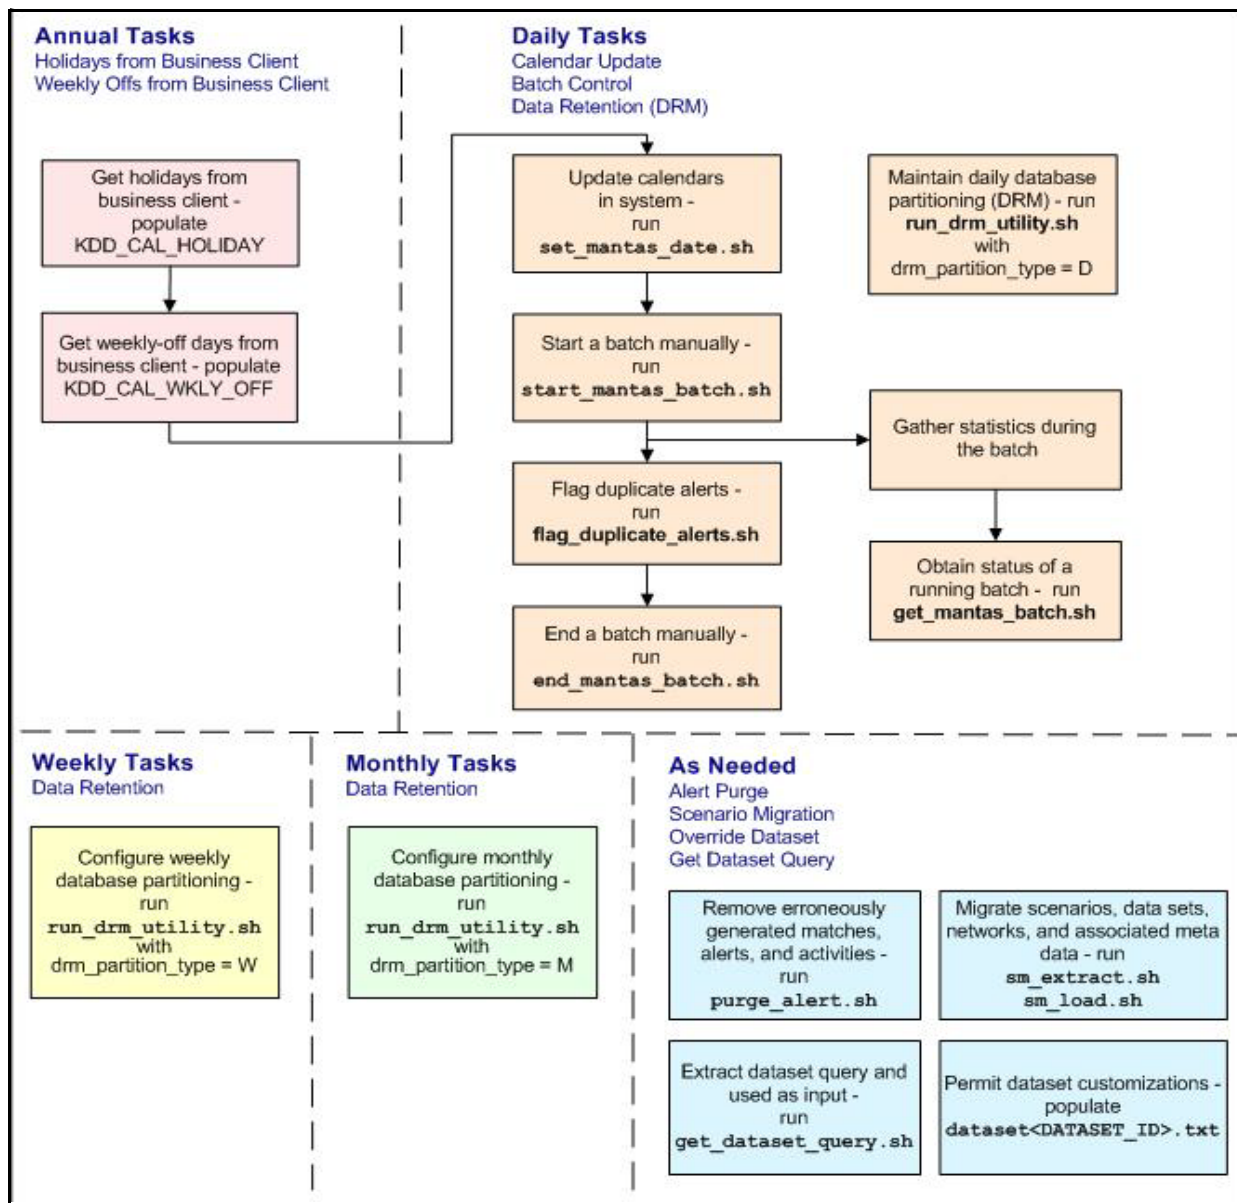 Annual Tasks
Holidays from Business Client
Weekly Offs from Business Client
Get holidays from
business client -
populate
KDD_CAL_HOLIDAY
Get weekly-off days from
business client - populate
KDD_CAL_WKLY_OFF
Daily Tasks
Calendar Update
Batch Control
Data Retention (DRM)
Update calendars
in system -
run
set_mantas_date.sh
Start a batch manually -
run
start_mantas_batch.sh
Flag duplicate alerts -
run
flag_duplicate_alerts.sh
End a batch manually -
run
end_mantas_batch.sh
Maintain daily database
partitioning (DRM) - run
run_drm_utility.sh
with
drm_partition_type = D
Gather statistics during
the batch
Obtain status of a
running batch - run
get_mantas_batch.sh
Weekly Tasks
Data Retention
Configure weekly
database partitioning -
run
run_drm_utility.sh
with
drm_partition_type = W
Monthly Tasks
Data Retention
Configure monthly
database partitioning -
run
run_drm_utility.sh
with
drm_partition_type = M
As Needed
Alert Purge
Scenario Migration
Override Dataset
Get Dataset Query
Remove erroneously
generated matches,
alerts, and activities -
run
purge_alert.sh
Migrate scenarios, data sets,
networks, and associated meta
data - run
sm_extract.sh
sm_load.sh
Extract dataset query and
used as input -
run
get_dataset_query.sh
Permit dataset customizations -
populate
dataset<DATASET_ID>.txt